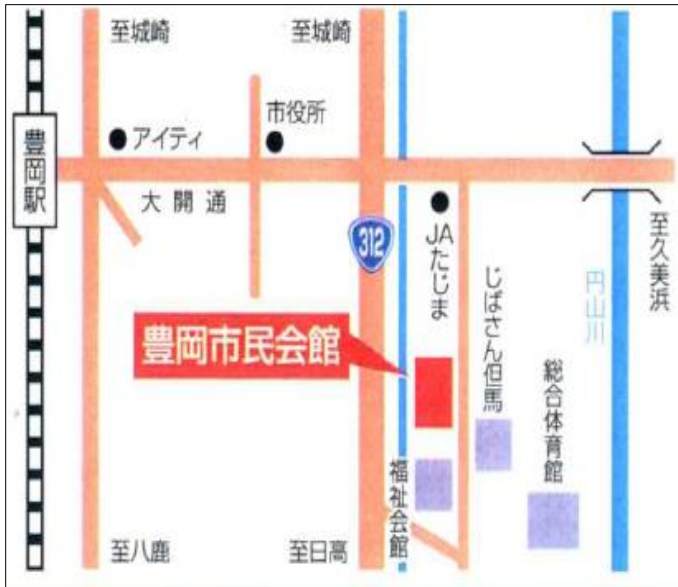 至城崎
至城崎
市役所
アイティ
豊岡駅
大開通
312
JAたじま
至久美浜
円山川
じばさん但馬
豊岡市民会館
総合体育館
福祉会館
至八鹿
至日高